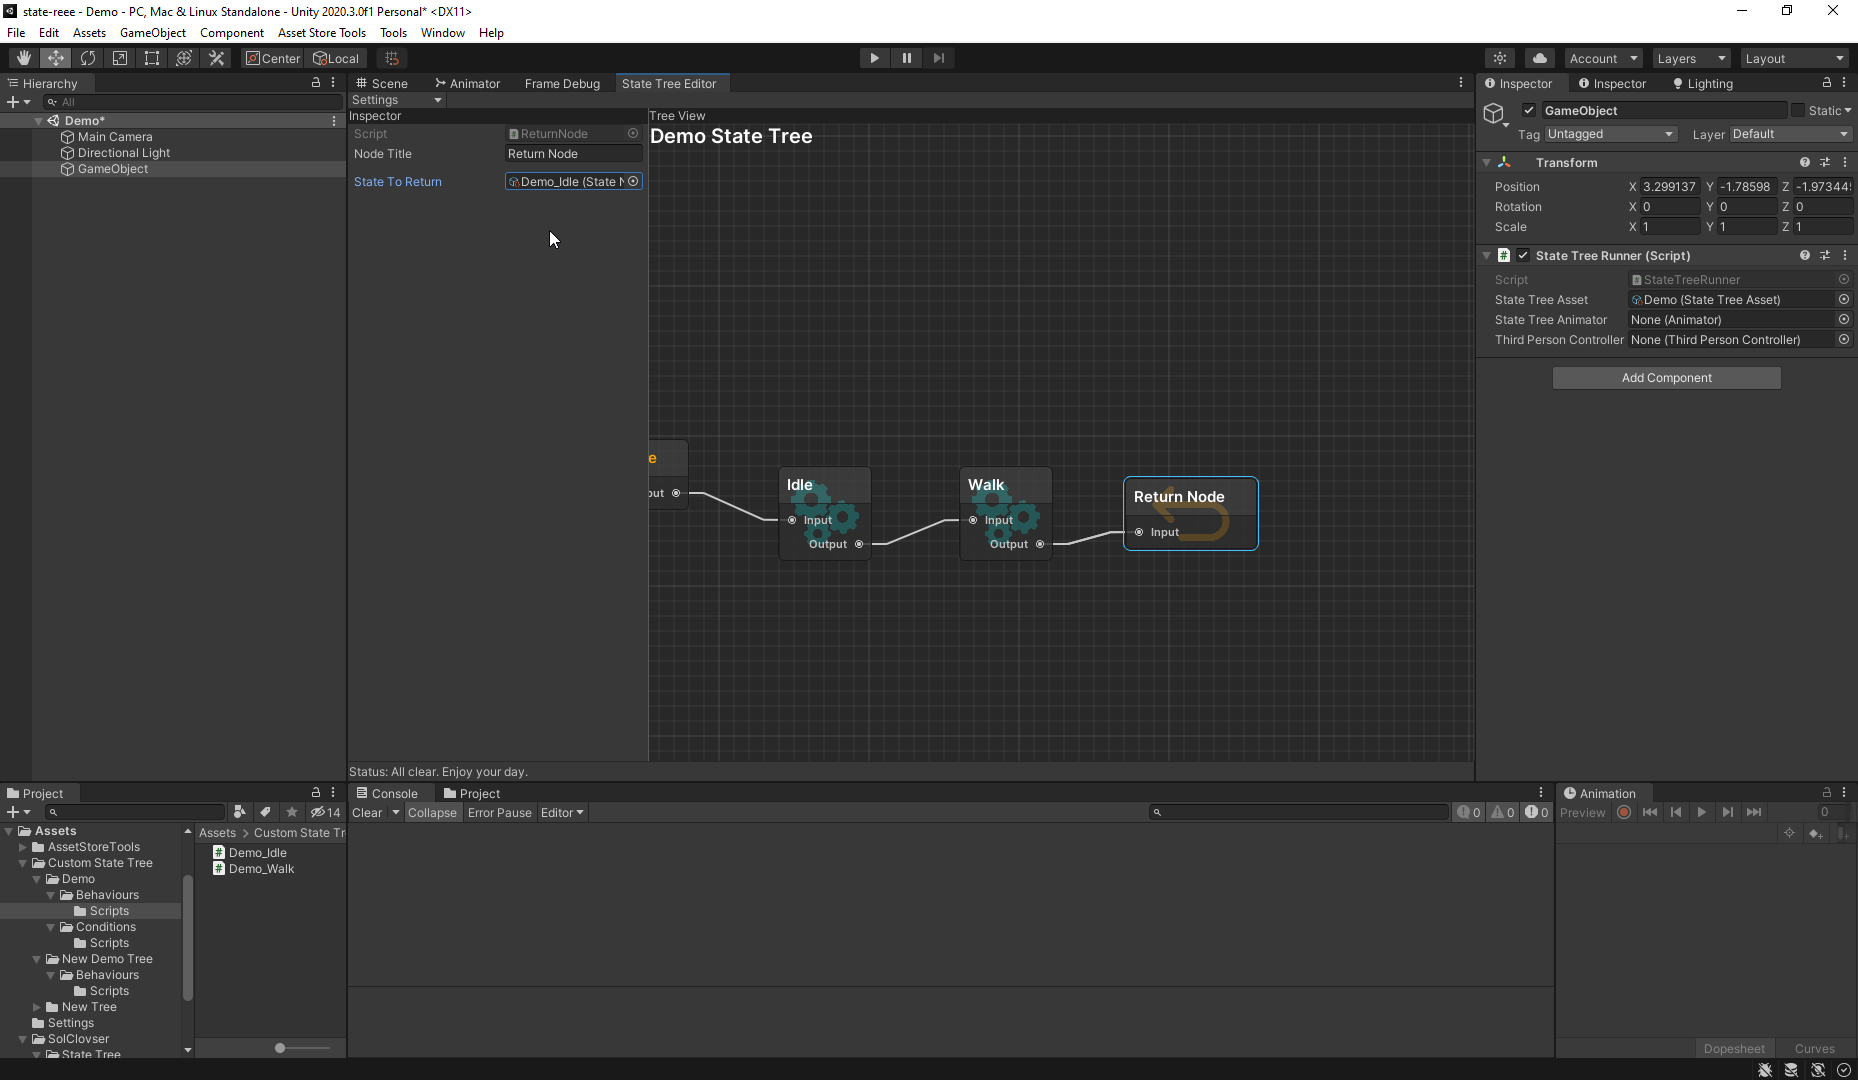 state-reee - Demo - PC, Mac & Linux Standalone - Unity 2020.3.0f1 Personal* <DX11>
File Edit Assets GameObject Component Asset Store Tools Tools Window Help
Center Local
Account Layers Layout
Hierarchy
All
Demo*
Main Camera
Directional Light
GameObject
Scene Animator Frame Debug State Tree Editor
Settings
Inspector
Script ReturnNode
Node Title Return Node
State To Return Demo_Idle (State N
Tree View
Demo State Tree
e
out
Idle
Input
Output
Walk
Input
Output
Return Node
Input
Status: All clear. Enjoy your day.
Inspector Inspector Lighting
GameObject Static
Tag Untagged Layer Default
Transform
Position X 3.299137 Y -1.78598 Z -1.97344
Rotation X 0 Y 0 Z 0
Scale X 1 Y 1 Z 1
State Tree Runner (Script)
Script StateTreeRunner
State Tree Asset Demo (State Tree Asset)
State Tree Animator None (Animator)
Third Person Controller None (Third Person Controller)
Add Component
Project
14
Assets
AssetStoreTools
Custom State Tree
Demo
Behaviours
Scripts
Conditions
Scripts
New Demo Tree
Behaviours
Scripts
New Tree
Settings
SolClovser
State Tree
Assets > Custom State Tr
Demo_Idle
Demo_Walk
Console Project
Clear Collapse Error Pause Editor
0 0 0
Animation
Preview 0
Dopesheet Curves